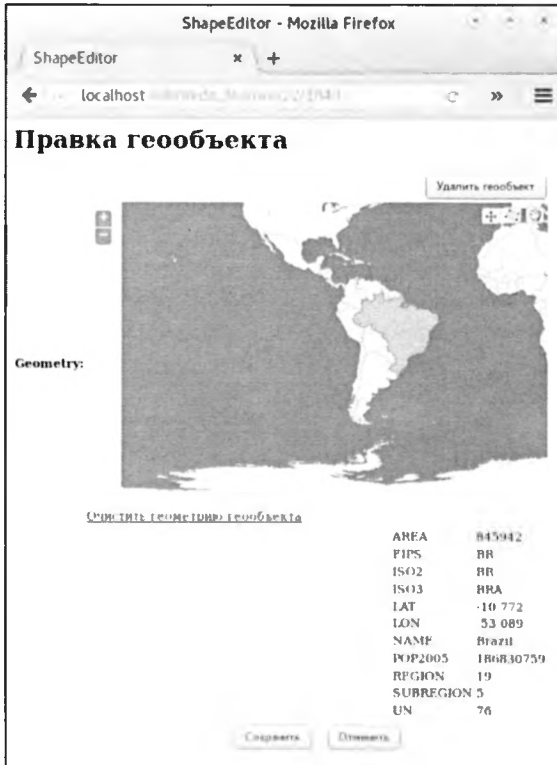 ShapeEditor - Mozilla Firefox
ShapeEditor × +
localhost
Правка геообъекта
Удалить геообъект
+
−
Geometry:
Очистить геометрию геообъекта
AREA 845942
FIPS BR
ISO2 BR
ISO3 BRA
LAT -10 772
LON -53 089
NAME Brazil
POP2005 186830759
REGION 19
SUBREGION 5
UN 76
Сохранить Отменить